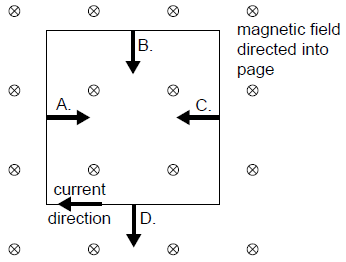 magnetic field
directed into
page
B.
A.
C.
current
direction
D.